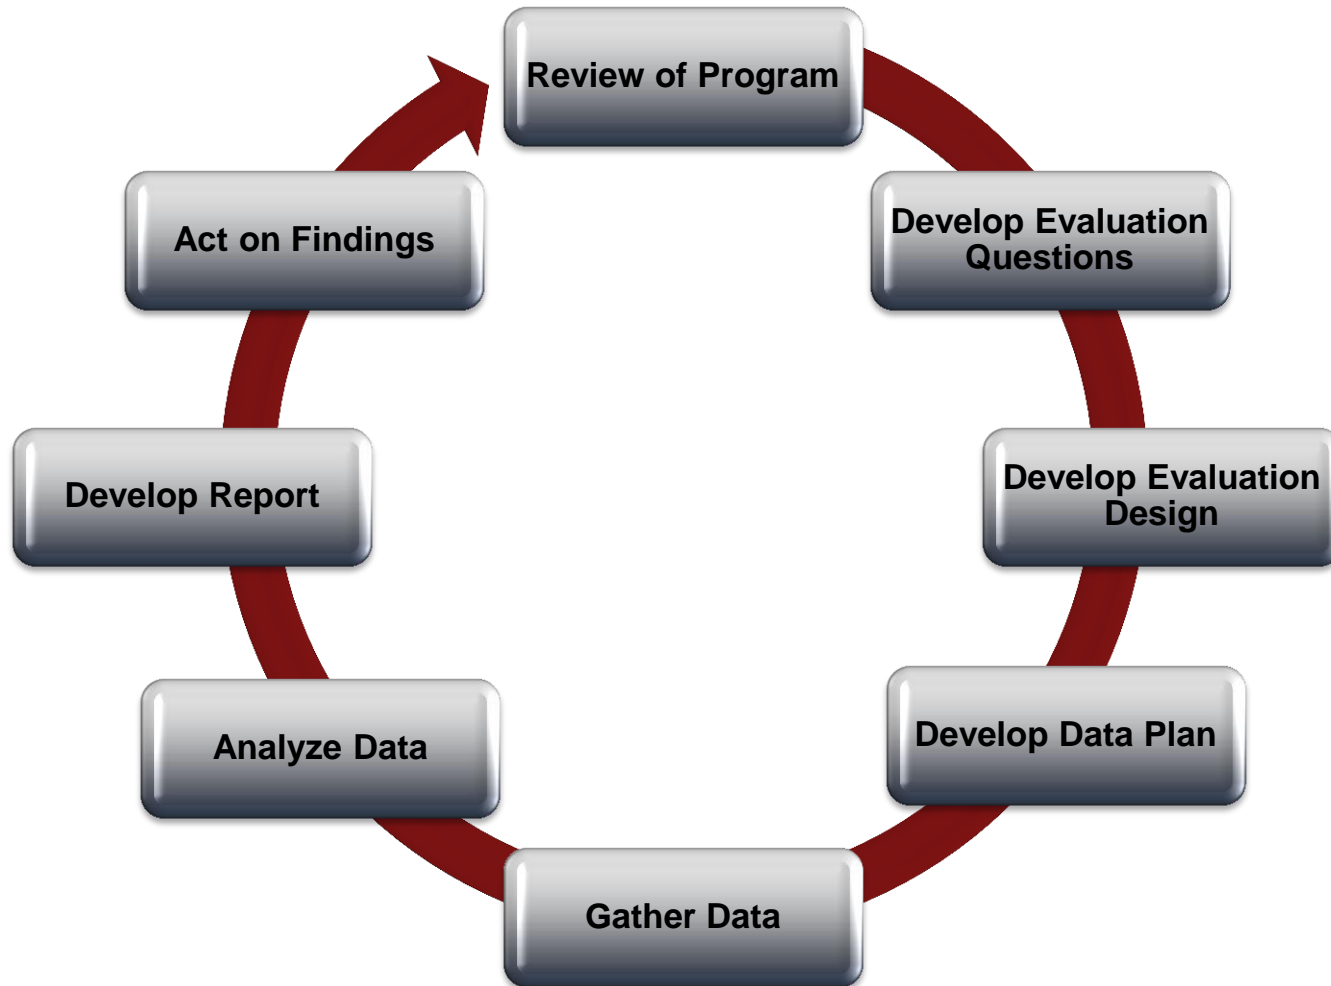 Review of Program
Develop Evaluation
Questions
Develop Evaluation
Design
Develop Data Plan
Gather Data
Analyze Data
Develop Report
Act on Findings